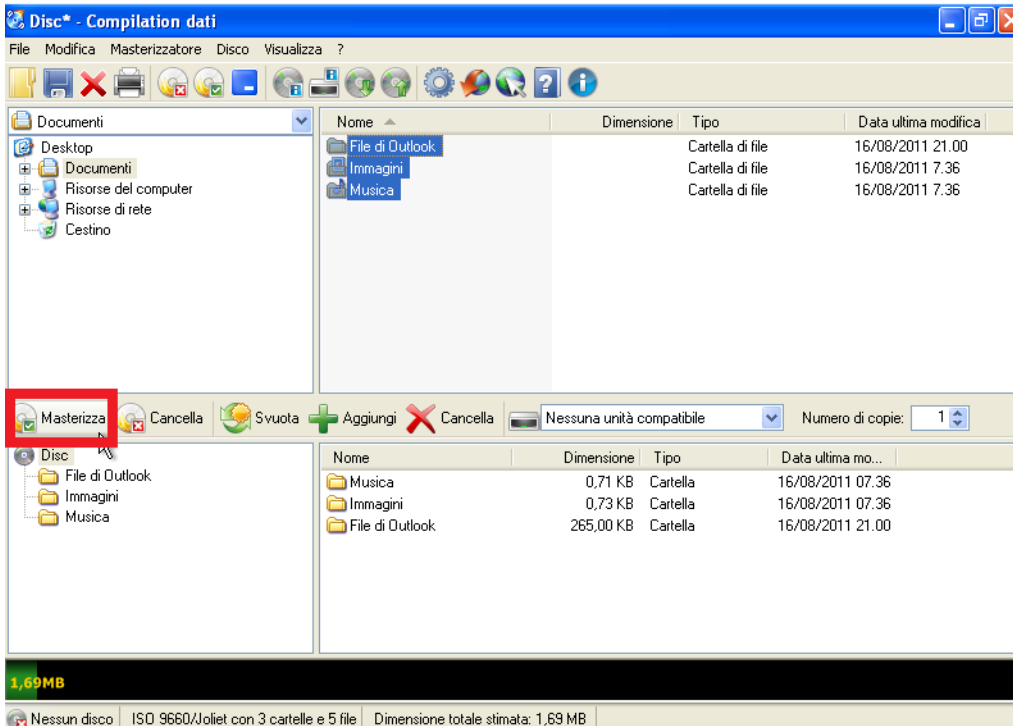 Disc* - Compilation dati
File Modifica Masterizzatore Disco Visualizza ?
Documenti
Nome Dimensione Tipo Data ultima modifica
Desktop
Documenti
Risorse del computer
Risorse di rete
Cestino
File di Outlook Cartella di file 16/08/2011 21.00
Immagini Cartella di file 16/08/2011 7.36
Musica Cartella di file 16/08/2011 7.36
Masterizza Cancella Svuota Aggiungi Cancella Nessuna unità compatibile Numero di copie: 1
Disc
File di Outlook
Immagini
Musica
Nome Dimensione Tipo Data ultima mo...
Musica 0,71 KB Cartella 16/08/2011 07.36
Immagini 0,73 KB Cartella 16/08/2011 07.36
File di Outlook 265,00 KB Cartella 16/08/2011 21.00
1,69MB
Nessun disco ISO 9660/Joliet con 3 cartelle e 5 file Dimensione totale stimata: 1,69 MB